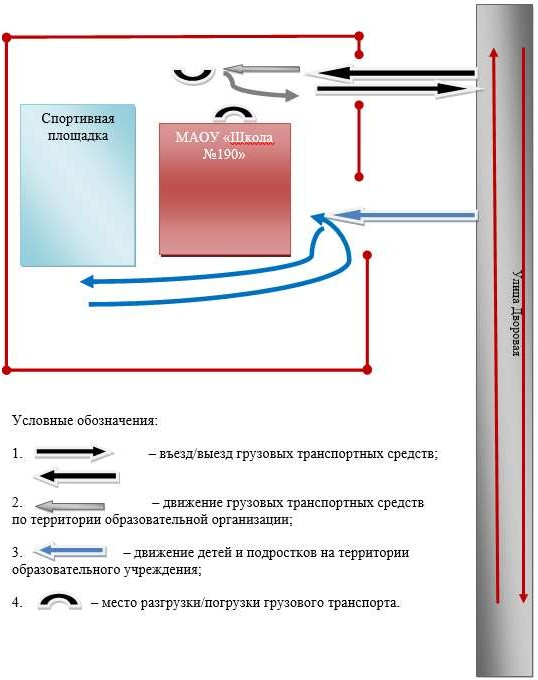 Спортивная
площадка
МАОУ «Школа
№190»
Улица Дворовая
Условные обозначения:
1. – въезд/выезд грузовых транспортных средств;
2. – движение грузовых транспортных средств
по территории образовательной организации;
3. – движение детей и подростков на территории
образовательного учреждения;
4. – место разгрузки/погрузки грузового транспорта.